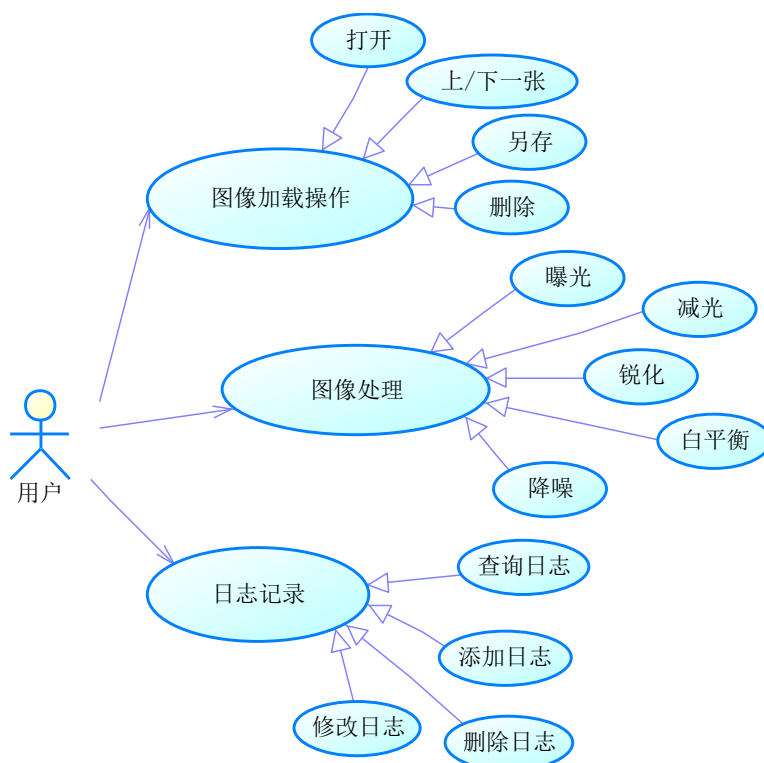 打开
上/下一张
另存
图像加载操作
删除
曝光
减光
锐化
图像处理
白平衡
用户
降噪
查询日志
日志记录
添加日志
修改日志
删除日志